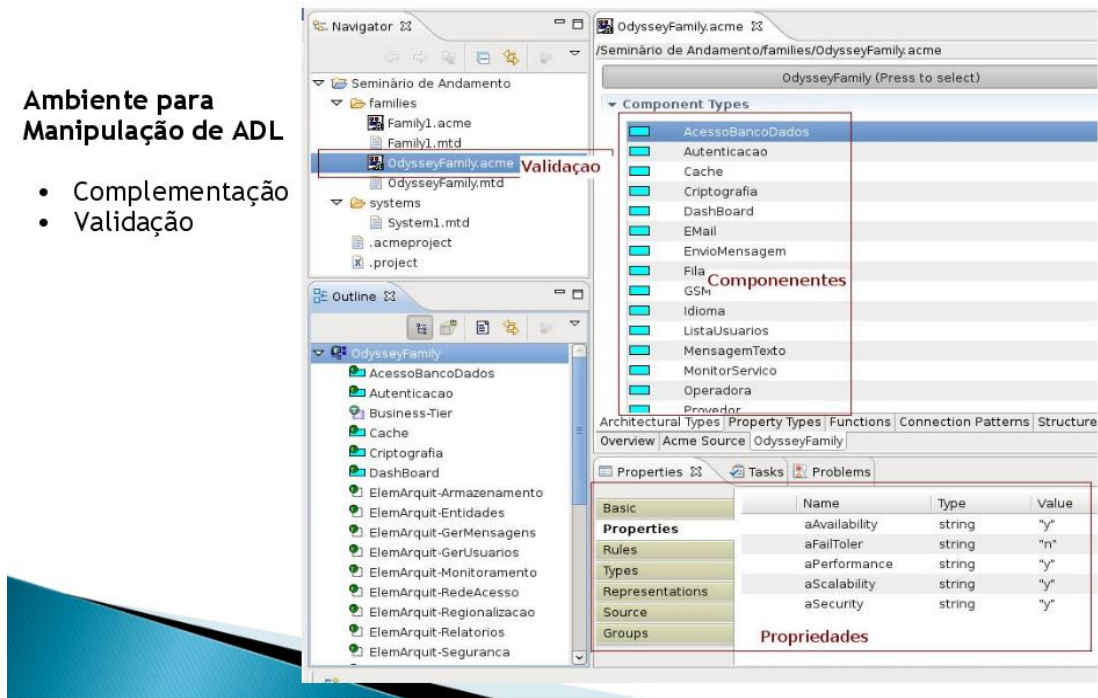 Ambiente para
Manipulação de ADL
• Complementação
• Validação
Navigator
Seminário de Andamento
families
Family1.acme
Family1.mtd
OdysseyFamily.acme
Validaçao
OdysseyFamily.mtd
systems
System1.mtd
.acmeproject
.project
Outline
OdysseyFamily
AcessoBancoDados
Autenticacao
Business-Tier
Cache
Criptografia
DashBoard
ElemArquit-Armazenamento
ElemArquit-Entidades
ElemArquit-GerMensagens
ElemArquit-GerUsuarios
ElemArquit-Monitoramento
ElemArquit-RedeAcesso
ElemArquit-Regionalizacao
ElemArquit-Relatorios
ElemArquit-Seguranca
OdysseyFamily.acme
/Seminário de Andamento/families/OdysseyFamily.acme
OdysseyFamily (Press to select)
Component Types
AcessoBancoDados
Autenticacao
Cache
Criptografia
DashBoard
EMail
EnvioMensagem
Fila
Componenentes
GSM
Idioma
ListaUsuarios
MensagemTexto
MonitorServico
Operadora
Provedor
Architectural Types Property Types Functions Connection Patterns Structure
Overview Acme Source OdysseyFamily
Properties Tasks Problems
Basic
Properties
Rules
Types
Representations
Source
Groups
Name Type Value
aAvailability string "y"
aFailToler string "n"
aPerformance string "y"
aScalability string "y"
aSecurity string "y"
Propriedades